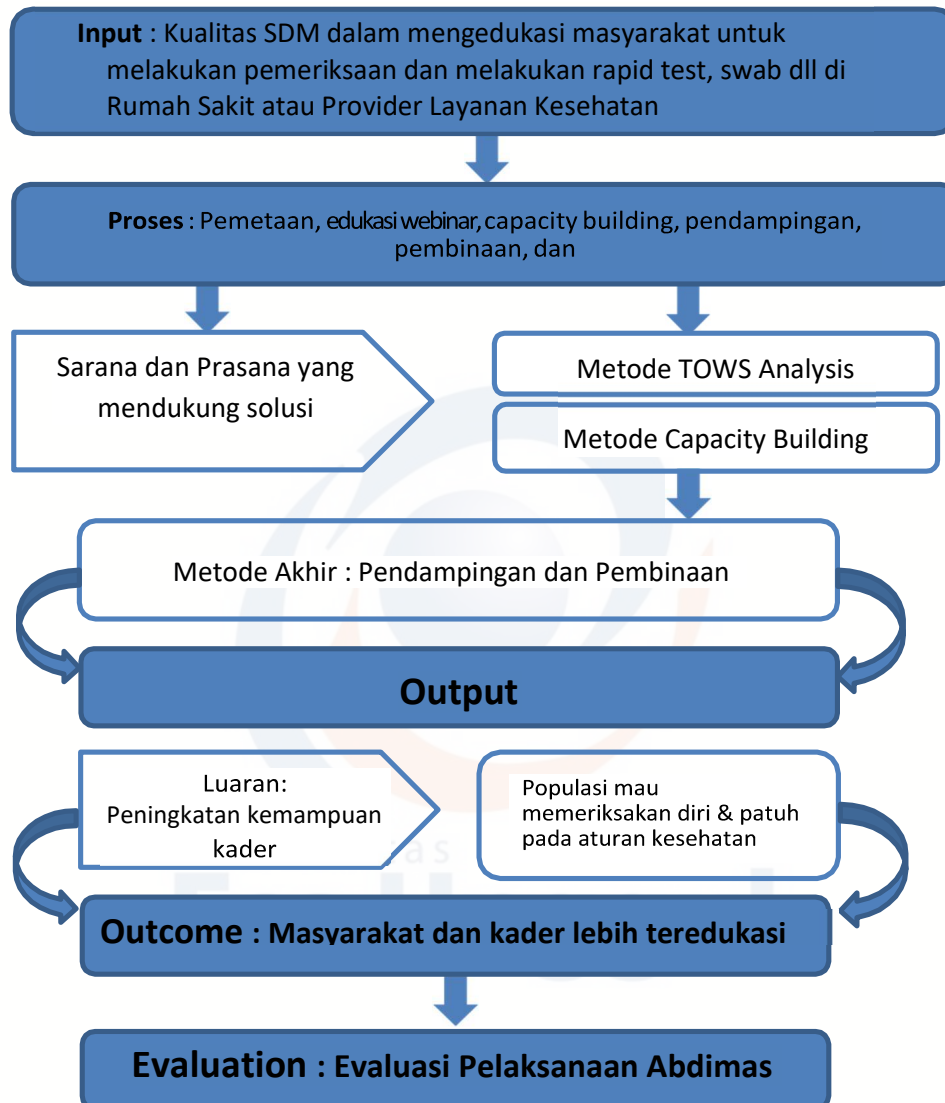 Input : Kualitas SDM dalam mengedukasi masyarakat untuk
melakukan pemeriksaan dan melakukan rapid test, swab dll di
Rumah Sakit atau Provider Layanan Kesehatan
Proses : Pemetaan, edukasi webinar, capacity building, pendampingan,
pembinaan, dan
Sarana dan Prasana yang
mendukung solusi
Metode TOWS Analysis
Metode Capacity Building
Metode Akhir : Pendampingan dan Pembinaan
Output
Luaran:
Peningkatan kemampuan
kader
Populasi mau
memeriksakan diri & patuh
pada aturan kesehatan
Outcome : Masyarakat dan kader lebih teredukasi
Evaluation : Evaluasi Pelaksanaan Abdimas